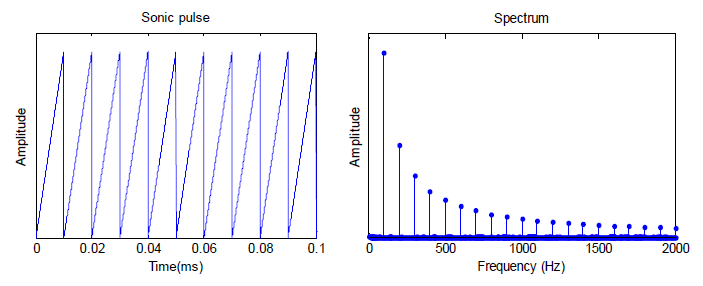 Sonic pulse
Amplitude
0 0.02 0.04 0.06 0.08 0.1
Time(ms)
Spectrum
Amplitude
0 500 1000 1500 2000
Frequency (Hz)